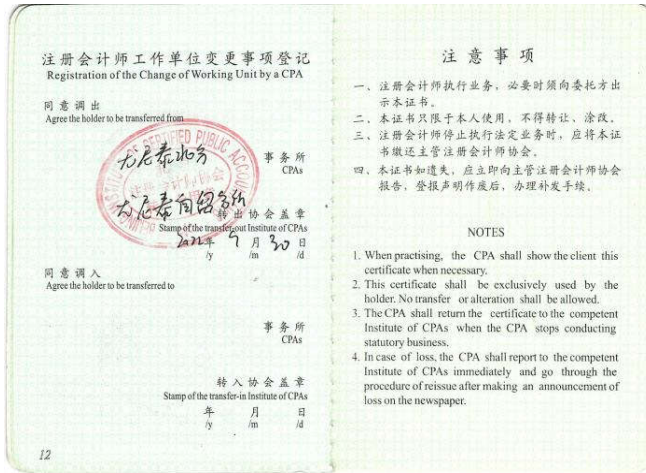 注册会计师工作单位变更事项登记
Registration of the Change of Working Unit by a CPA
同意调出
Agree the holder to be transferred from
事务所
CPAs
转出协会盖章
Stamp of the transfer-out Institute of CPAs
2022年 9月 30日
/y /m /d
同意调入
Agree the holder to be transferred to
事务所
CPAs
转入协会盖章
Stamp of the transfer-in Institute of CPAs
年 月 日
/y /m /d
12
注意事项
一、注册会计师执行业务，必要时须向委托方出
示本证书。
二、本证书只限于本人使用，不得转让、涂改。
三、注册会计师停止执行法定业务时，应将本证
书缴还主管注册会计师协会。
四、本证书如遗失，应立即向主管注册会计师协会
报告，登报声明作废后，办理补发手续。
NOTES
1. When practising, the CPA shall show the client this
certificate when necessary.
2. This certificate shall be exclusively used by the
holder. No transfer or alteration shall be allowed.
3. The CPA shall return the certificate to the competent
Institute of CPAs when the CPA stops conducting
statutory business.
4. In case of loss, the CPA shall report to the competent
Institute of CPAs immediately and go through the
procedure of reissue after making an announcement of
loss on the newspaper.